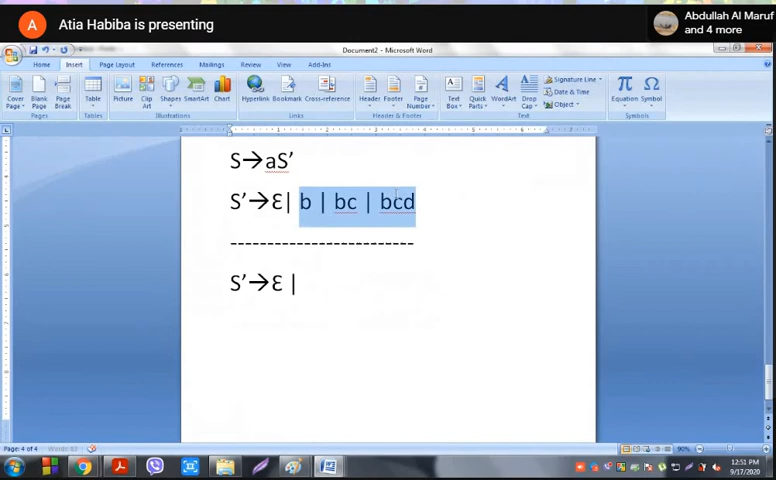 A Atia Habiba is presenting
Abdullah Al Maruf
and 4 more
Document2 - Microsoft Word
Home Insert Page Layout References Mailings Review View Add-Ins
Cover Page Blank Page Page Break Table Picture Clip Art Shapes SmartArt Chart Hyperlink Bookmark Cross-reference Header Footer Page Number Text Box Quick Parts WordArt Drop Cap Signature Line Date & Time Object Equation Symbol
Pages Tables Illustrations Links Header & Footer Text Symbols
S→aS’
S’→Ɛ| b | bc | bcd
-------------------------
S’→Ɛ |
Page: 4 of 4 Words: 83 90%
12:51 PM
9/17/2020